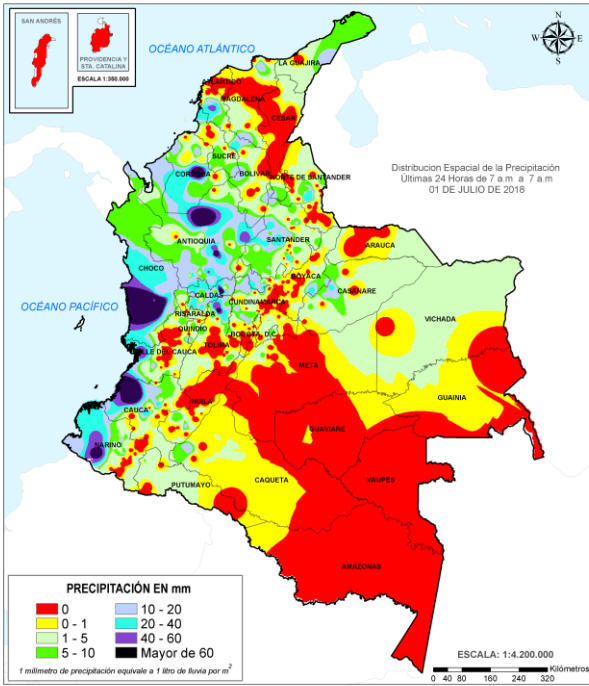 SAN ANDRÉS
PROVIDENCIA Y
STA. CATALINA
ESCALA 1:350.000
OCÉANO ATLÁNTICO
N
W E
S
LA GUAJIRA
ATLANTICO
MAGDALENA
CESAR
SUCRE
CORDOBA
BOLIVAR
NORTE DE SANTANDER
Distribucion Espacial de la Precipitación
Últimas 24 Horas de 7 a.m a 7 a.m
01 DE JULIO DE 2018
ANTIOQUIA
SANTANDER
ARAUCA
CHOCO
BOYACA
CASANARE
OCÉANO PACÍFICO
CALDAS
CUNDINAMARCA
RISARALDA
VICHADA
QUINDIO
BOGOTA, D.C.
TOLIMA
VALLE DEL CAUCA
META
GUAINIA
HUILA
CAUCA
GUAVIARE
NARIÑO
CAQUETA
VAUPES
PUTUMAYO
AMAZONAS
PRECIPITACIÓN EN mm
0 10 - 20
0 - 1 20 - 40
1 - 5 40 - 60
5 - 10 Mayor de 60
1 milimetro de precipitación equivale a 1 litro de lluvia por m2
ESCALA: 1:4.200.000
Kilómetros
0 40 80 160 240 320